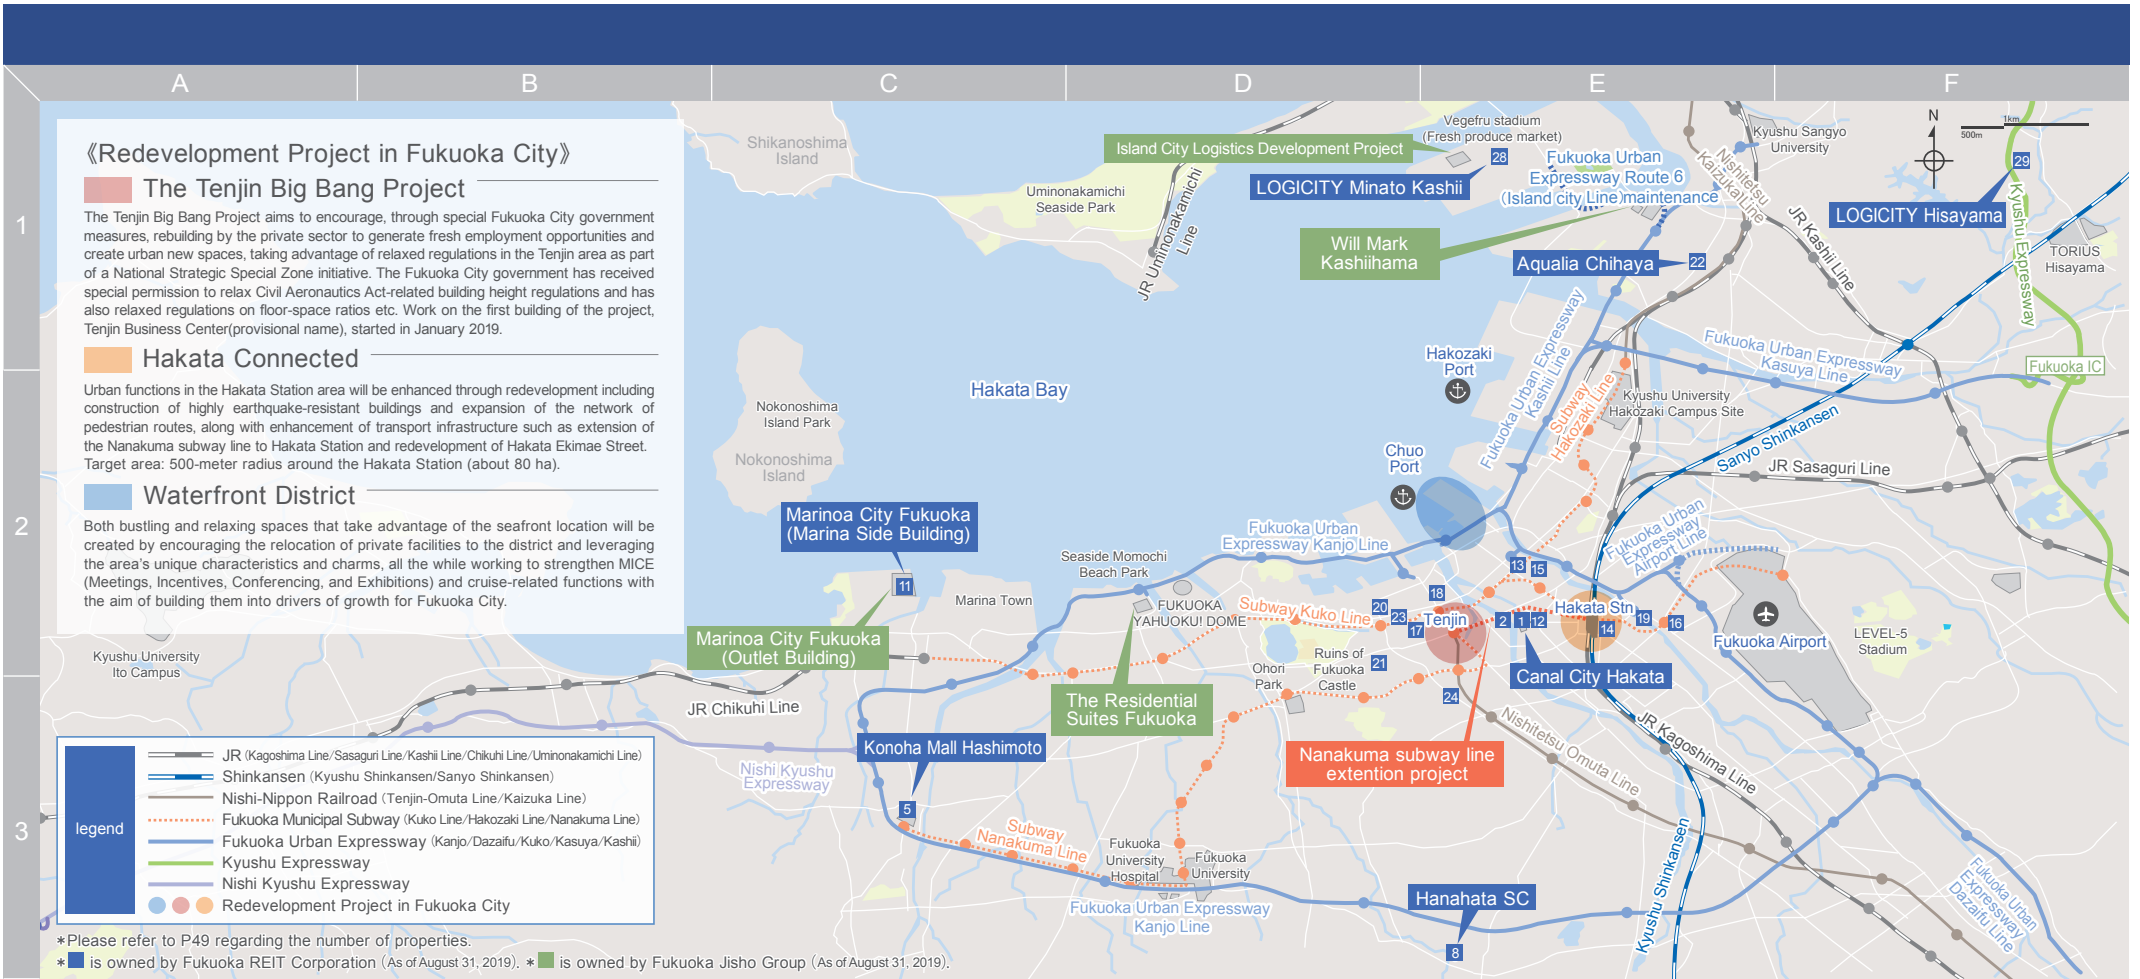 A B C D E F
1
2
3
《Redevelopment Project in Fukuoka City》
The Tenjin Big Bang Project
The Tenjin Big Bang Project aims to encourage, through special Fukuoka City government
measures, rebuilding by the private sector to generate fresh employment opportunities and
create urban new spaces, taking advantage of relaxed regulations in the Tenjin area as part
of a National Strategic Special Zone initiative. The Fukuoka City government has received
special permission to relax Civil Aeronautics Act-related building height regulations and has
also relaxed regulations on floor-space ratios etc. Work on the first building of the project,
Tenjin Business Center(provisional name), started in January 2019.
Hakata Connected
Urban functions in the Hakata Station area will be enhanced through redevelopment including
construction of highly earthquake-resistant buildings and expansion of the network of
pedestrian routes, along with enhancement of transport infrastructure such as extension of
the Nanakuma subway line to Hakata Station and redevelopment of Hakata Ekimae Street.
Target area: 500-meter radius around the Hakata Station (about 80 ha).
Waterfront District
Both bustling and relaxing spaces that take advantage of the seafront location will be
created by encouraging the relocation of private facilities to the district and leveraging
the area's unique characteristics and charms, all the while working to strengthen MICE
(Meetings, Incentives, Conferencing, and Exhibitions) and cruise-related functions with
the aim of building them into drivers of growth for Fukuoka City.
Shikanoshima
Island
Uminonakamichi
Seaside Park
JR Uminonakamichi
Line
Island City Logistics Development Project
Vegefru stadium
(Fresh produce market)
28
LOGICITY Minato Kashii
Fukuoka Urban
Expressway Route 6
(Island city Line)maintenance
Nishitetsu
Kaizuka Line
Kyushu Sangyo
University
N
500m
1km
29
LOGICITY Hisayama
Kyushu Expressway
TORIUS
Hisayama
JR Kashii Line
Will Mark
Kashiihama
Aqualia Chihaya
22
Fukuoka Urban Expressway
Kashii Line
Fukuoka Urban Expressway
Kasuya Line
Fukuoka IC
Hakozaki
Port
Hakata Bay
Subway
Hakozaki Line
Kyushu University
Hakozaki Campus Site
Nokonoshima
Island Park
Nokonoshima
Island
Sanyo Shinkansen
JR Sasaguri Line
Chuo
Port
Marinoa City Fukuoka
(Marina Side Building)
Fukuoka Urban
Expressway Kanjo Line
Fukuoka Urban
Expressway
Airport Line
Seaside Momochi
Beach Park
11
Marina Town
FUKUOKA
YAHUOKU! DOME
Subway Kuko Line
13
15
18
20
23
17
Tenjin
2
1
12
Hakata Stn
14
19
16
Fukuoka Airport
LEVEL-5
Stadium
Marinoa City Fukuoka
(Outlet Building)
Kyushu University
Ito Campus
Ohori
Park
Ruins of
Fukuoka
Castle
21
Canal City Hakata
24
The Residential
Suites Fukuoka
JR Chikuhi Line
Nishitetsu Omuta Line
JR Kagoshima Line
Nanakuma subway line
extention project
Konoha Mall Hashimoto
Nishi Kyushu
Expressway
5
Subway
Nanakuma Line
Fukuoka
University
Hospital
Fukuoka
University
Fukuoka Urban Expressway
Kanjo Line
Hanahata SC
8
Kyushu Shinkansen
Fukuoka Urban
Expressway
Dazaifu Line
legend
JR (Kagoshima Line/Sasaguri Line/Kashii Line/Chikuhi Line/Uminonakamichi Line)
Shinkansen (Kyushu Shinkansen/Sanyo Shinkansen)
Nishi-Nippon Railroad (Tenjin-Omuta Line/Kaizuka Line)
Fukuoka Municipal Subway (Kuko Line/Hakozaki Line/Nanakuma Line)
Fukuoka Urban Expressway (Kanjo/Dazaifu/Kuko/Kasuya/Kashii)
Kyushu Expressway
Nishi Kyushu Expressway
Redevelopment Project in Fukuoka City
*Please refer to P49 regarding the number of properties.
* is owned by Fukuoka REIT Corporation (As of August 31, 2019). * is owned by Fukuoka Jisho Group (As of August 31, 2019).